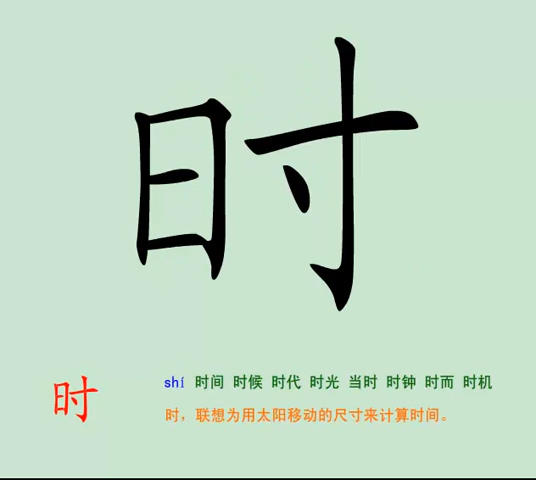 时
时
shí 时间 时候 时代 时光 当时 时钟 时而 时机
时，联想为用太阳移动的尺寸来计算时间。